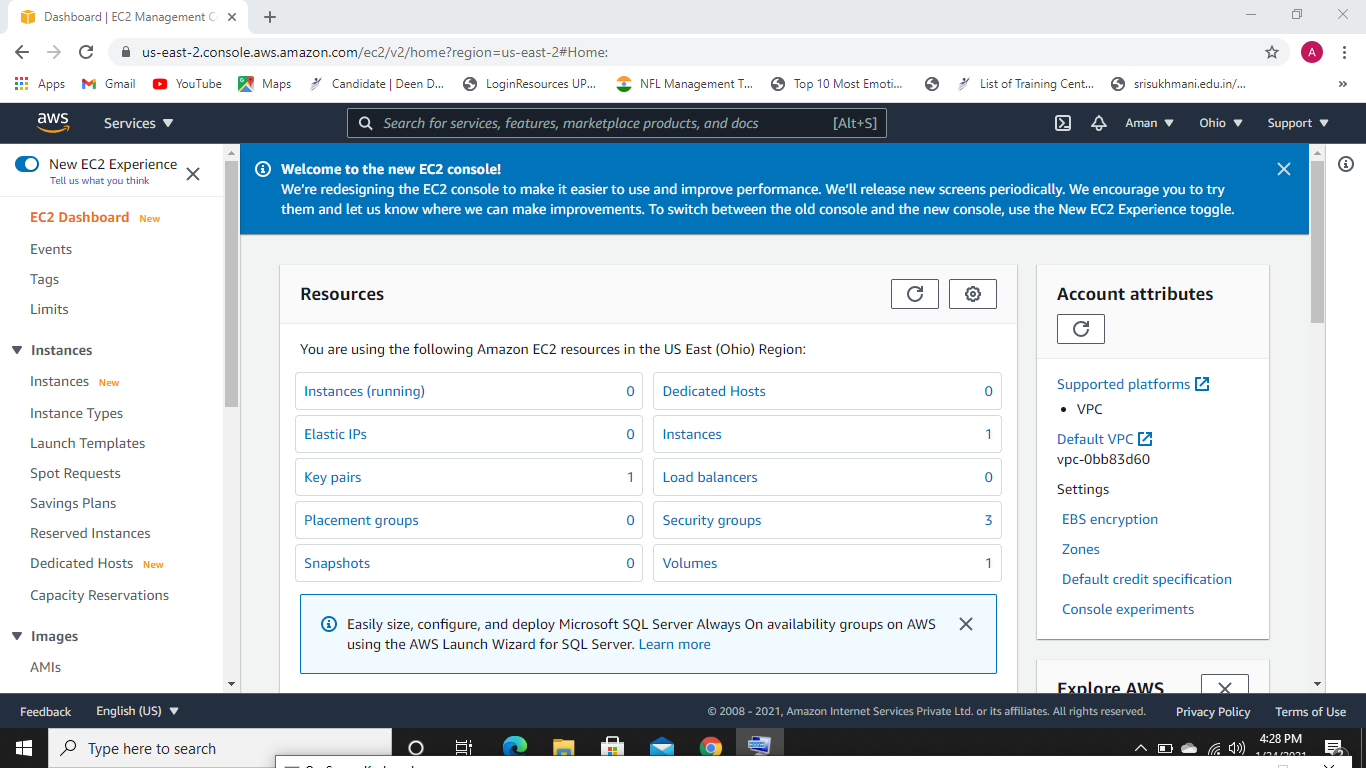 Dashboard | EC2 Management C
us-east-2.console.aws.amazon.com/ec2/v2/home?region=us-east-2#Home:
A
Apps
Gmail
YouTube
Maps
Candidate | Deen D...
LoginResources UP...
NFL Management T...
Top 10 Most Emoti...
List of Training Cent...
srisukhmani.edu.in/...
»
aws
Services
Search for services, features, marketplace products, and docs
[Alt+S]
Aman
Ohio
Support
New EC2 Experience
Tell us what you think
EC2 Dashboard New
Events
Tags
Limits
Instances
Instances New
Instance Types
Launch Templates
Spot Requests
Savings Plans
Reserved Instances
Dedicated Hosts New
Capacity Reservations
Images
AMIs
Welcome to the new EC2 console!
We're redesigning the EC2 console to make it easier to use and improve performance. We'll release new screens periodically. We encourage you to try
them and let us know where we can make improvements. To switch between the old console and the new console, use the New EC2 Experience toggle.
Resources
You are using the following Amazon EC2 resources in the US East (Ohio) Region:
Instances (running) 0
Dedicated Hosts 0
Elastic IPs 0
Instances 1
Key pairs 1
Load balancers 0
Placement groups 0
Security groups 3
Snapshots 0
Volumes 1
Easily size, configure, and deploy Microsoft SQL Server Always On availability groups on AWS
using the AWS Launch Wizard for SQL Server. Learn more
Account attributes
Supported platforms
• VPC
Default VPC
vpc-0bb83d60
Settings
EBS encryption
Zones
Default credit specification
Console experiments
Explore AWS
Feedback
English (US)
© 2008 - 2021, Amazon Internet Services Private Ltd. or its affiliates. All rights reserved.
Privacy Policy
Terms of Use
Type here to search
4:28 PM
1/24/2021
2